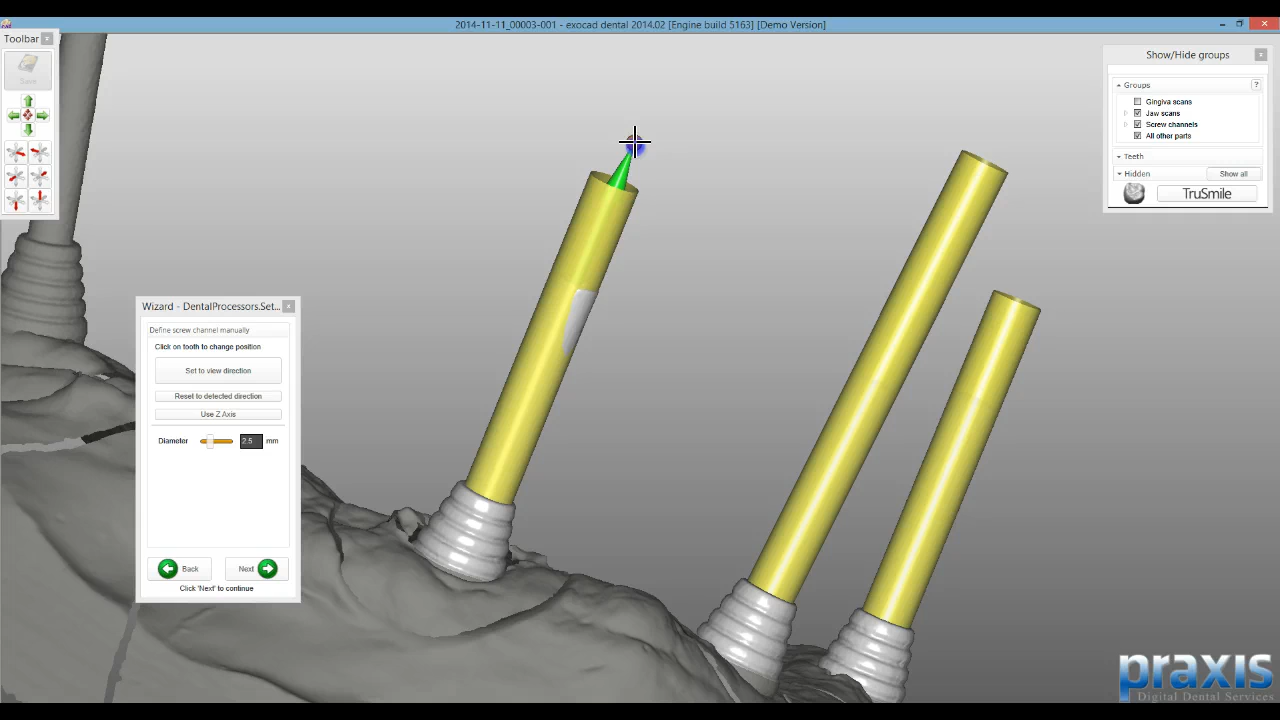 2014-11-11_00003-001 - exocad dental 2014.02 [Engine build 5163] [Demo Version]
Toolbar
Save
Show/Hide groups
Groups
?
Gingiva scans
Jaw scans
Screw channels
All other parts
Teeth
Hidden
Show all
TruSmile
Wizard - DentalProcessors.Set...
Define screw channel manually
Click on tooth to change position
Set to view direction
Reset to detected direction
Use Z Axis
Diameter 2.5 mm
Back
Next
Click 'Next' to continue
praxis
Digital Dental Services